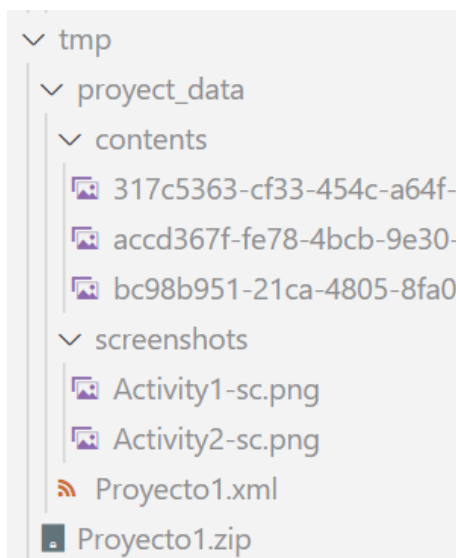 tmp
proyect_data
contents
317c5363-cf33-454c-a64f-
accd367f-fe78-4bcb-9e30-
bc98b951-21ca-4805-8fa0
screenshots
Activity1-sc.png
Activity2-sc.png
Proyecto1.xml
Proyecto1.zip